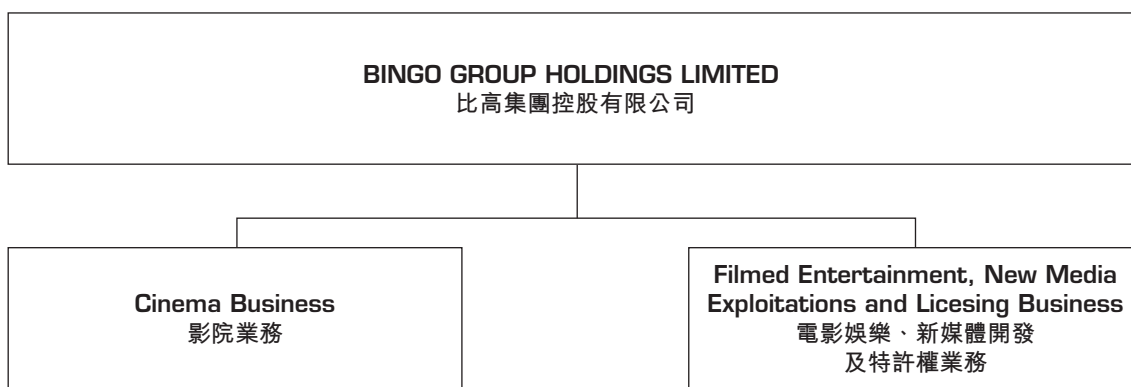 BINGO GROUP HOLDINGS LIMITED
比高集團控股有限公司
Cinema Business
影院業務
Filmed Entertainment, New Media
Exploitations and Licesing Business
電影娛樂、新媒體開發
及特許權業務